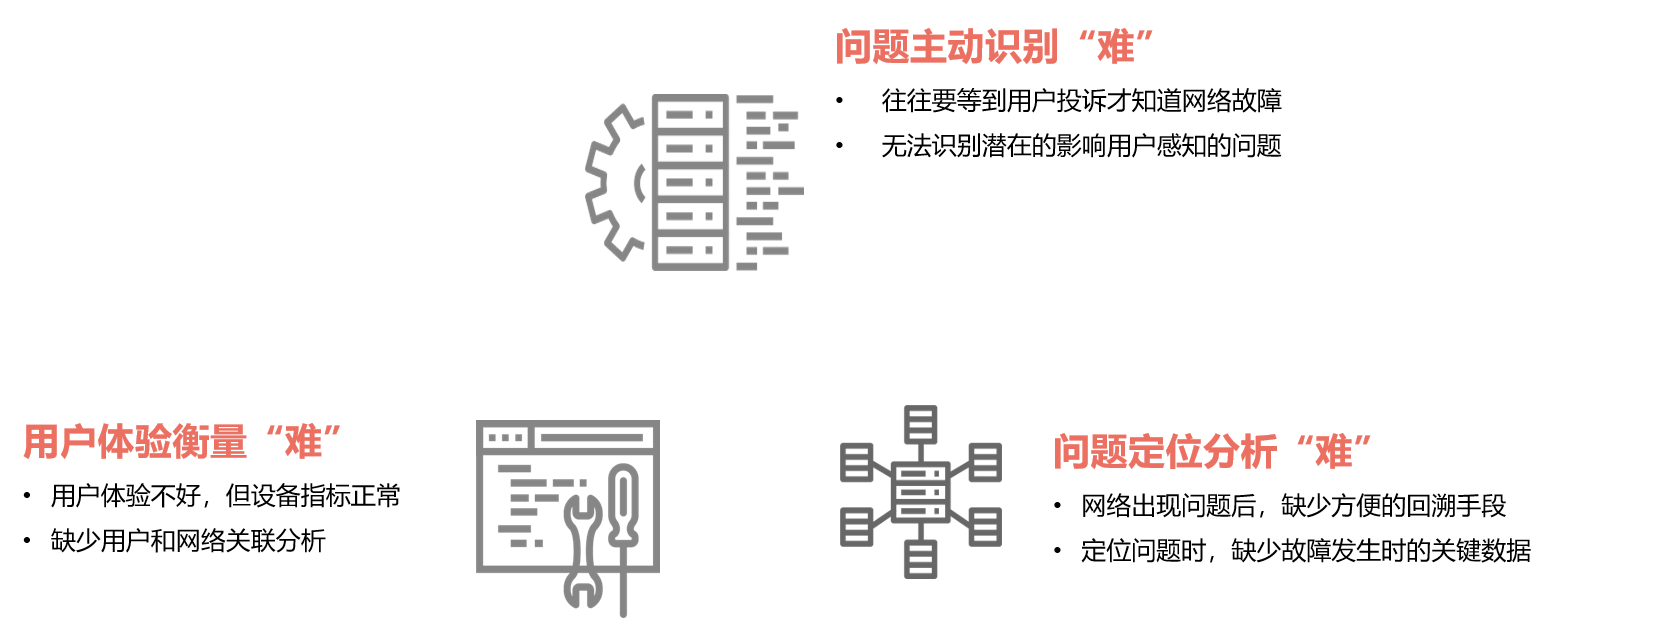 问题主动识别“难”
• 往往要等到用户投诉才知道网络故障
• 无法识别潜在的影响用户感知的问题
用户体验衡量“难”
• 用户体验不好，但设备指标正常
• 缺少用户和网络关联分析
问题定位分析“难”
• 网络出现问题后，缺少方便的回溯手段
• 定位问题时，缺少故障发生时的关键数据